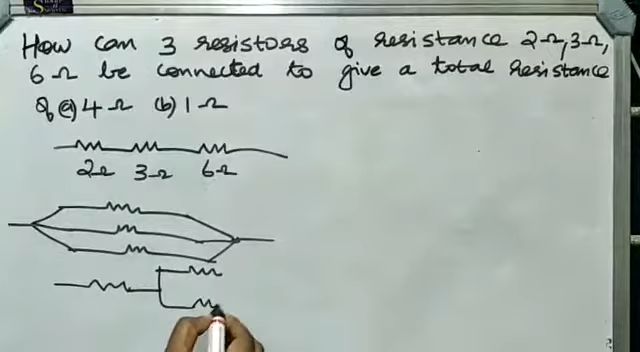 How can 3 resistors of resistance 2Ω, 3Ω,
6Ω be connected to give a total resistance
of (a) 4Ω (b) 1Ω
2Ω 3Ω 6Ω